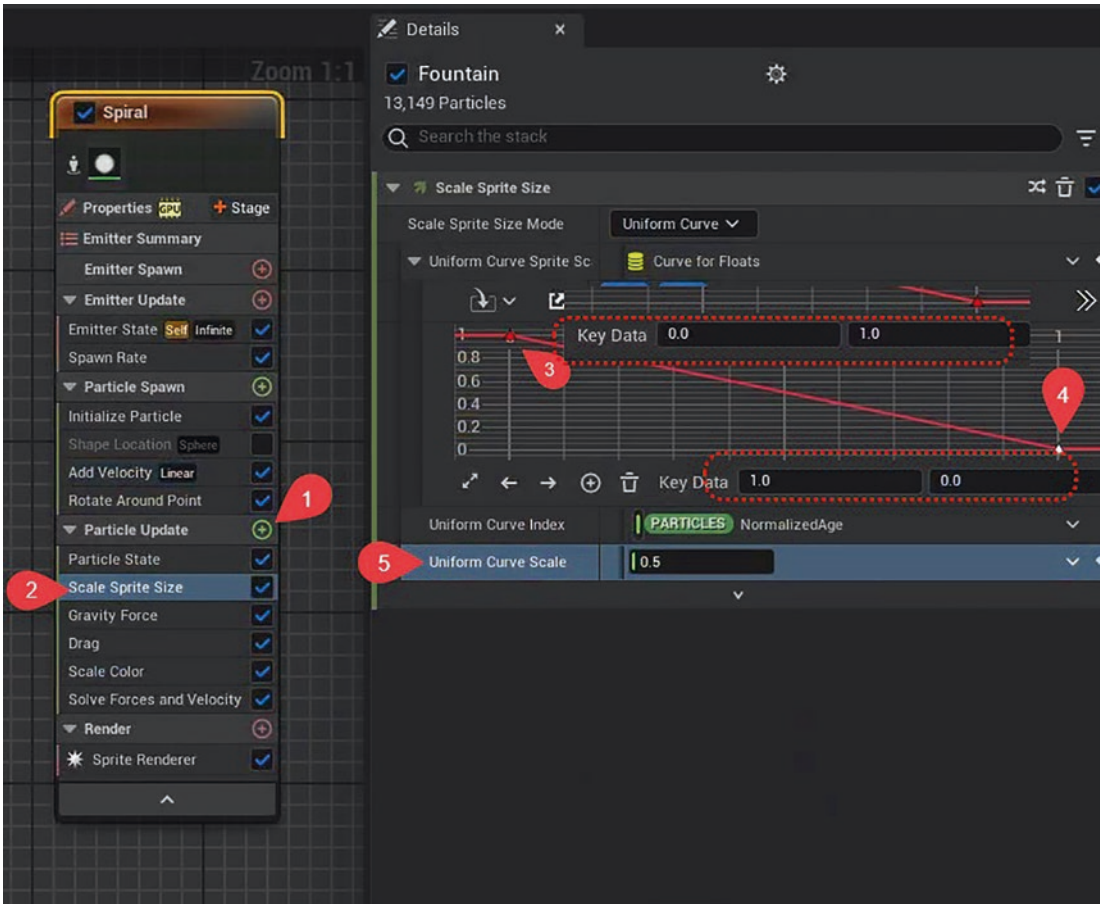 Zoom 1:1
Spiral
Properties GPU + Stage
Emitter Summary
Emitter Spawn
Emitter Update
Emitter State Self Infinite
Spawn Rate
Particle Spawn
Initialize Particle
Shape Location Sphere
Add Velocity Linear
Rotate Around Point
1
Particle Update
Particle State
2
Scale Sprite Size
Gravity Force
Drag
Scale Color
Solve Forces and Velocity
Render
Sprite Renderer
Details
Fountain
13,149 Particles
Search the stack
Scale Sprite Size
Scale Sprite Size Mode Uniform Curve
Uniform Curve Sprite Sc Curve for Floats
1 Key Data 0.0 1.0 1
0.8
3
0.6
4
0.4
0.2
0
Key Data 1.0 0.0
Uniform Curve Index PARTICLES NormalizedAge
5 Uniform Curve Scale 0.5